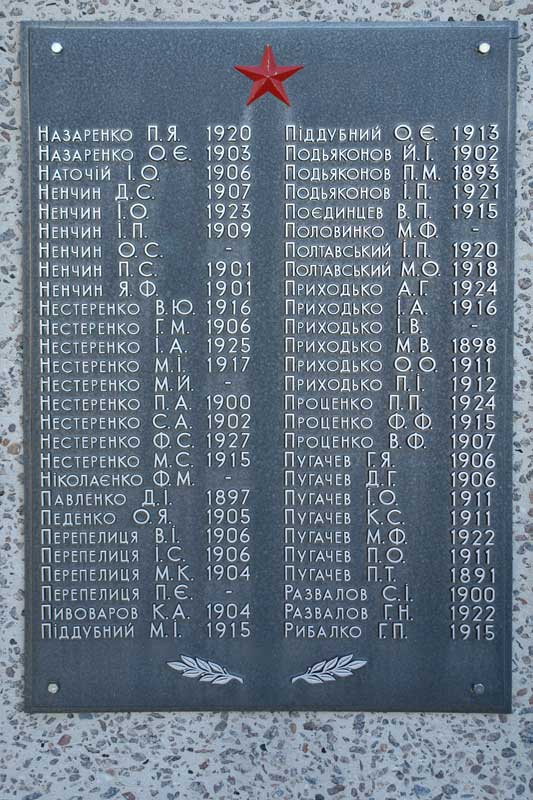 Назаренко П.Я. 1920
Назаренко О.Є. 1903
Наточій І.О. 1906
Ненчин Д.С. 1907
Ненчин І.О. 1923
Ненчин І.П. 1909
Ненчин О.С. -
Ненчин П.С. 1901
Ненчин Я.Ф. 1901
Нестеренко В.Ю. 1916
Нестеренко Г.М. 1906
Нестеренко І.А. 1925
Нестеренко М.І. 1917
Нестеренко М.Й. -
Нестеренко П.А. 1900
Нестеренко С.А. 1902
Нестеренко Ф.С. 1927
Нестеренко М.С. 1915
Ніколаєнко Ф.М. -
Павленко Д.І. 1897
Педенко О.Я. 1905
Перепелиця В.І. 1906
Перепелиця І.С. 1906
Перепелиця М.К. 1904
Перепелиця П.Є. -
Пивоваров К.А. 1904
Піддубний М.І. 1915
Піддубний О.Є. 1913
Подьяконов Й.І. 1902
Подьяконов П.М. 1893
Подьяконов І.П. 1921
Поєдинцев В.П. 1915
Половинко М.Ф. -
Полтавський І.П. 1920
Полтавський М.О. 1918
Приходько А.Г. 1924
Приходько І.А. 1916
Приходько І.В. -
Приходько М.В. 1898
Приходько О.О. 1911
Приходько П.І. 1912
Проценко П.П. 1924
Проценко Ф.Ф. 1915
Проценко В.Ф. 1907
Пугачев Г.Я. 1906
Пугачев Д.Г. 1906
Пугачев І.О. 1911
Пугачев К.С. 1911
Пугачев М.Ф. 1922
Пугачев П.О. 1911
Пугачев П.Т. 1891
Развалов С.І. 1900
Развалов Г.Н. 1922
Рибалко Г.П. 1915